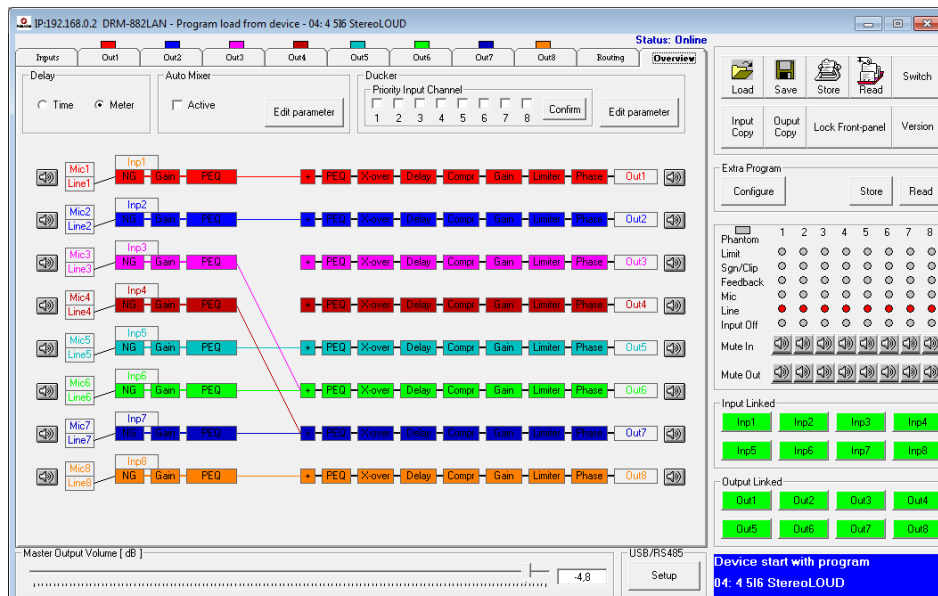 IP:192.168.0.2 DRM-882LAN - Program load from device - 04: 4 5I6 StereoLOUD
Status: Online
Inputs Out1 Out2 Out3 Out4 Out5 Out6 Out7 Out8 Routing Overview
Delay
Time Meter
Auto Mixer
Active
Edit parameter
Ducker
Priority Input Channel
1 2 3 4 5 6 7 8
Confirm
Edit parameter
Load Save Store Read Switch
Input Copy Ouput Copy Lock Front-panel Version
Extra Program
Configure Store Read
Mic1 Inp1
Line1 NG Gain PEQ + PEQ X-over Delay Compr Gain Limiter Phase Out1
Mic2 Inp2
Line2 NG Gain PEQ + PEQ X-over Delay Compr Gain Limiter Phase Out2
Mic3 Inp3
Line3 NG Gain PEQ + PEQ X-over Delay Compr Gain Limiter Phase Out3
Mic4 Inp4
Line4 NG Gain PEQ + PEQ X-over Delay Compr Gain Limiter Phase Out4
Mic5 Inp5
Line5 NG Gain PEQ + PEQ X-over Delay Compr Gain Limiter Phase Out5
Mic6 Inp6
Line6 NG Gain PEQ + PEQ X-over Delay Compr Gain Limiter Phase Out6
Mic7 Inp7
Line7 NG Gain PEQ + PEQ X-over Delay Compr Gain Limiter Phase Out7
Mic8 Inp8
Line8 NG Gain PEQ + PEQ X-over Delay Compr Gain Limiter Phase Out8
1 2 3 4 5 6 7 8
Phantom
Limit
Sgn/Clip
Feedback
Mic
Line
Input Off
Mute In
Mute Out
Input Linked
Inp1 Inp2 Inp3 Inp4
Inp5 Inp6 Inp7 Inp8
Output Linked
Out1 Out2 Out3 Out4
Out5 Out6 Out7 Out8
Master Output Volume [ dB ]
-4,8
USB/RS485
Setup
Device start with program
04: 4 5I6 StereoLOUD